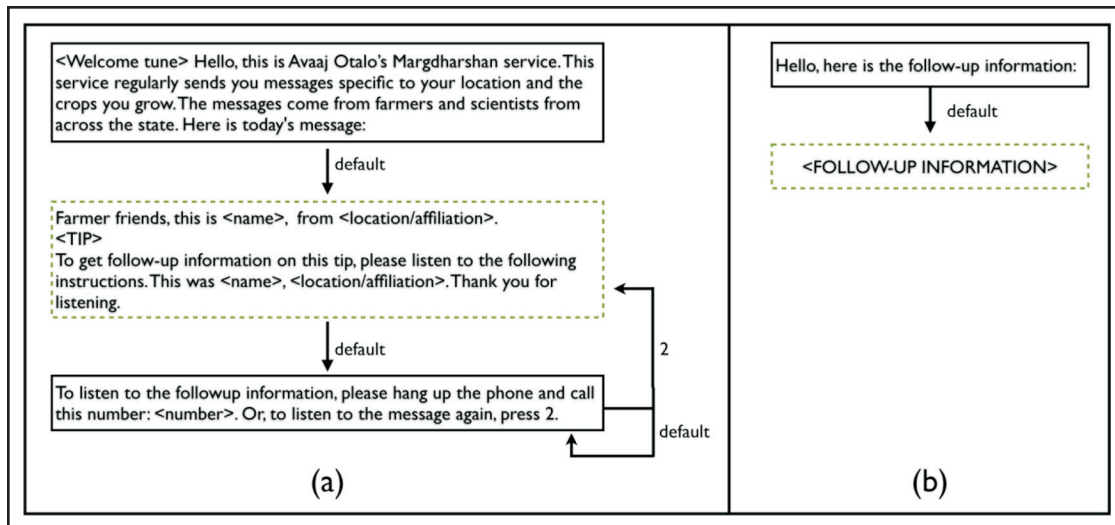 <Welcome tune> Hello, this is Avaaj Otalo's Margdharshan service. This
service regularly sends you messages specific to your location and the
crops you grow. The messages come from farmers and scientists from
across the state. Here is today's message:
default
Farmer friends, this is <name>, from <location/affiliation>.
<TIP>
To get follow-up information on this tip, please listen to the following
instructions. This was <name>, <location/affiliation>. Thank you for
listening.
default
2
To listen to the followup information, please hang up the phone and call
this number: <number>. Or, to listen to the message again, press 2.
default
(a)
Hello, here is the follow-up information:
default
<FOLLOW-UP INFORMATION>
(b)